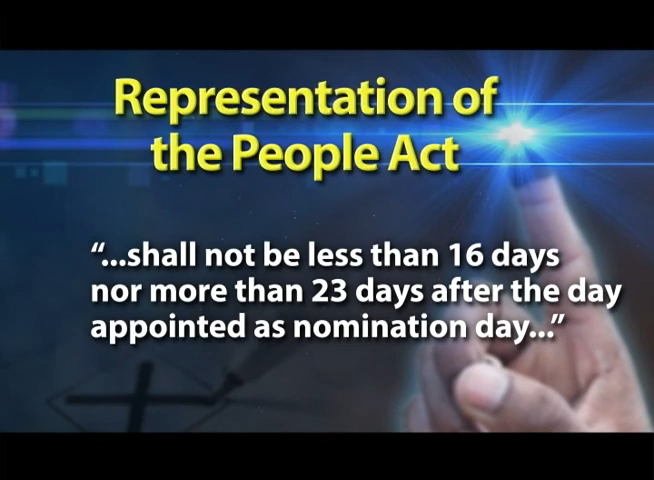 Representation of
the People Act
“...shall not be less than 16 days
nor more than 23 days after the day
appointed as nomination day...”